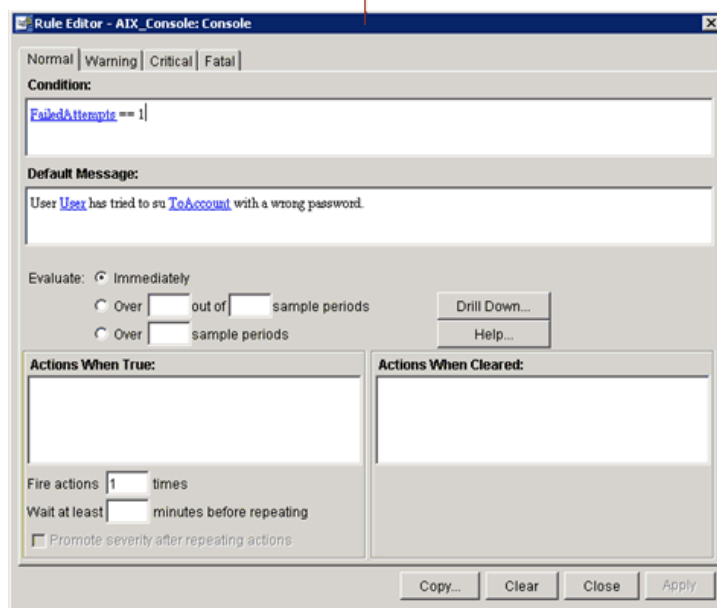 Rule Editor - AIX_Console: Console
Normal Warning Critical Fatal
Condition:
FailedAttempts == 1
Default Message:
User User has tried to su ToAccount with a wrong password.
Evaluate: Immediately
Over out of sample periods Drill Down...
Over sample periods Help...
Actions When True: Actions When Cleared:
Fire actions 1 times
Wait at least minutes before repeating
Promote severity after repeating actions
Copy... Clear Close Apply